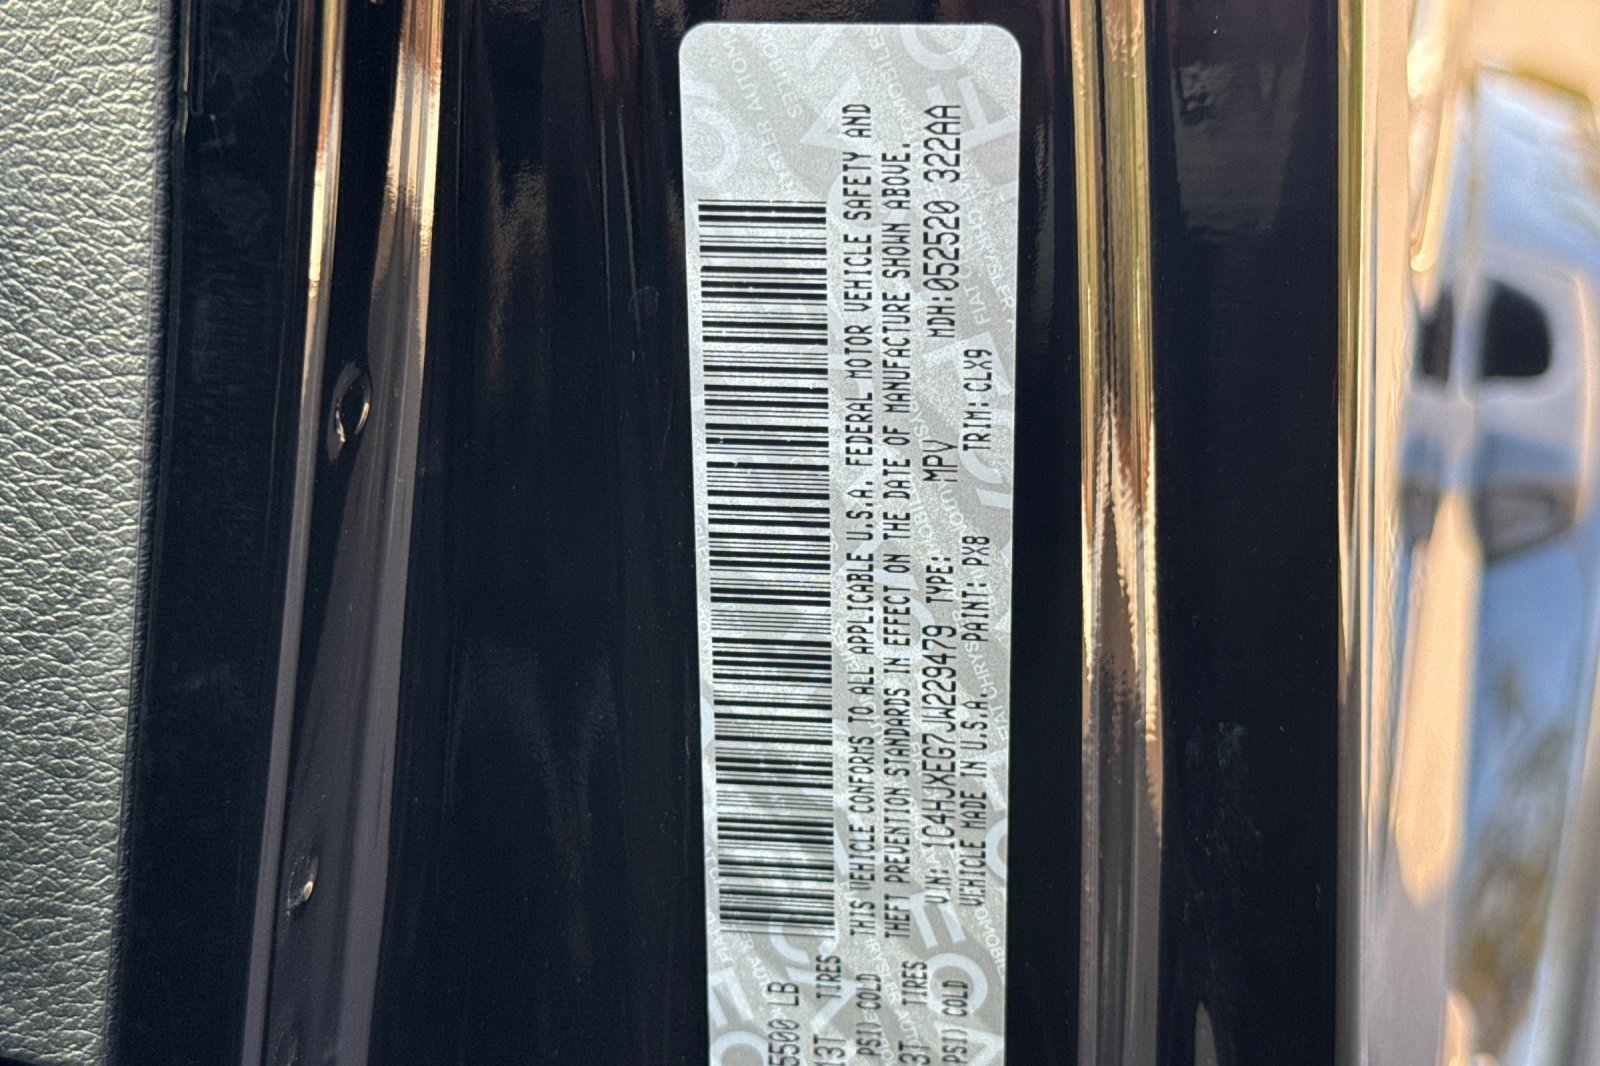 5500 LB
13T TIRES
PSI) COLD
3T TIRES
PSI) COLD
THIS VEHICLE CONFORMS TO ALL APPLICABLE U.S.A. FEDERAL MOTOR VEHICLE SAFETY AND
THEFT PREVENTION STANDARDS IN EFFECT ON THE DATE OF MANUFACTURE SHOWN ABOVE.
VIN: 1C4HJXEG7JW229479 TYPE: MPV MDH:052520 322AA
VEHICLE MADE IN U.S.A. PAINT: PX8 TRIM: CLX9